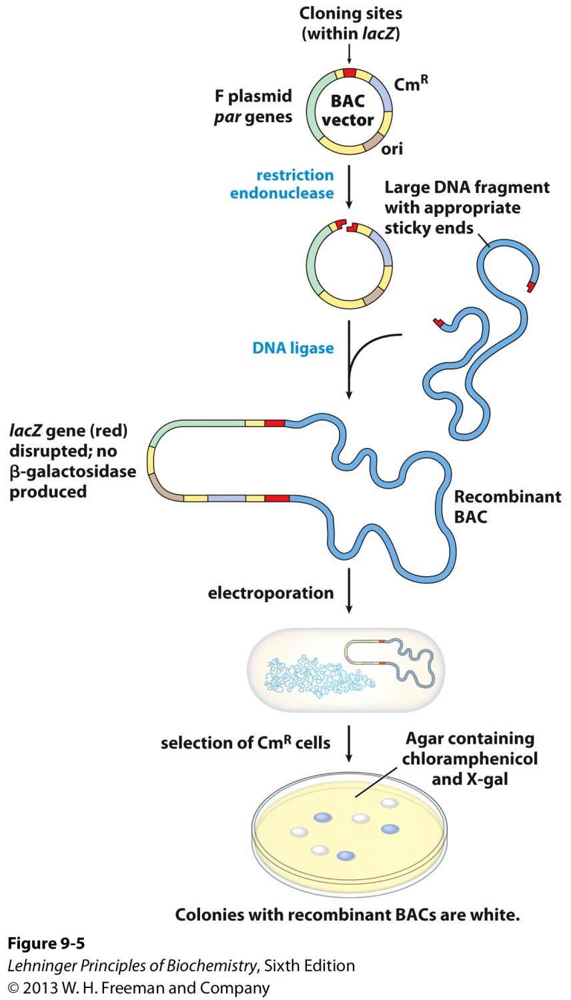 Cloning sites
(within lacZ)
F plasmid
par genes
BAC
vector
Cmᴿ
ori
restriction
endonuclease
Large DNA fragment
with appropriate
sticky ends
DNA ligase
lacZ gene (red)
disrupted; no
β-galactosidase
produced
Recombinant
BAC
electroporation
selection of Cmᴿ cells
Agar containing
chloramphenicol
and X-gal
Colonies with recombinant BACs are white.
Figure 9-5
Lehninger Principles of Biochemistry, Sixth Edition
© 2013 W. H. Freeman and Company